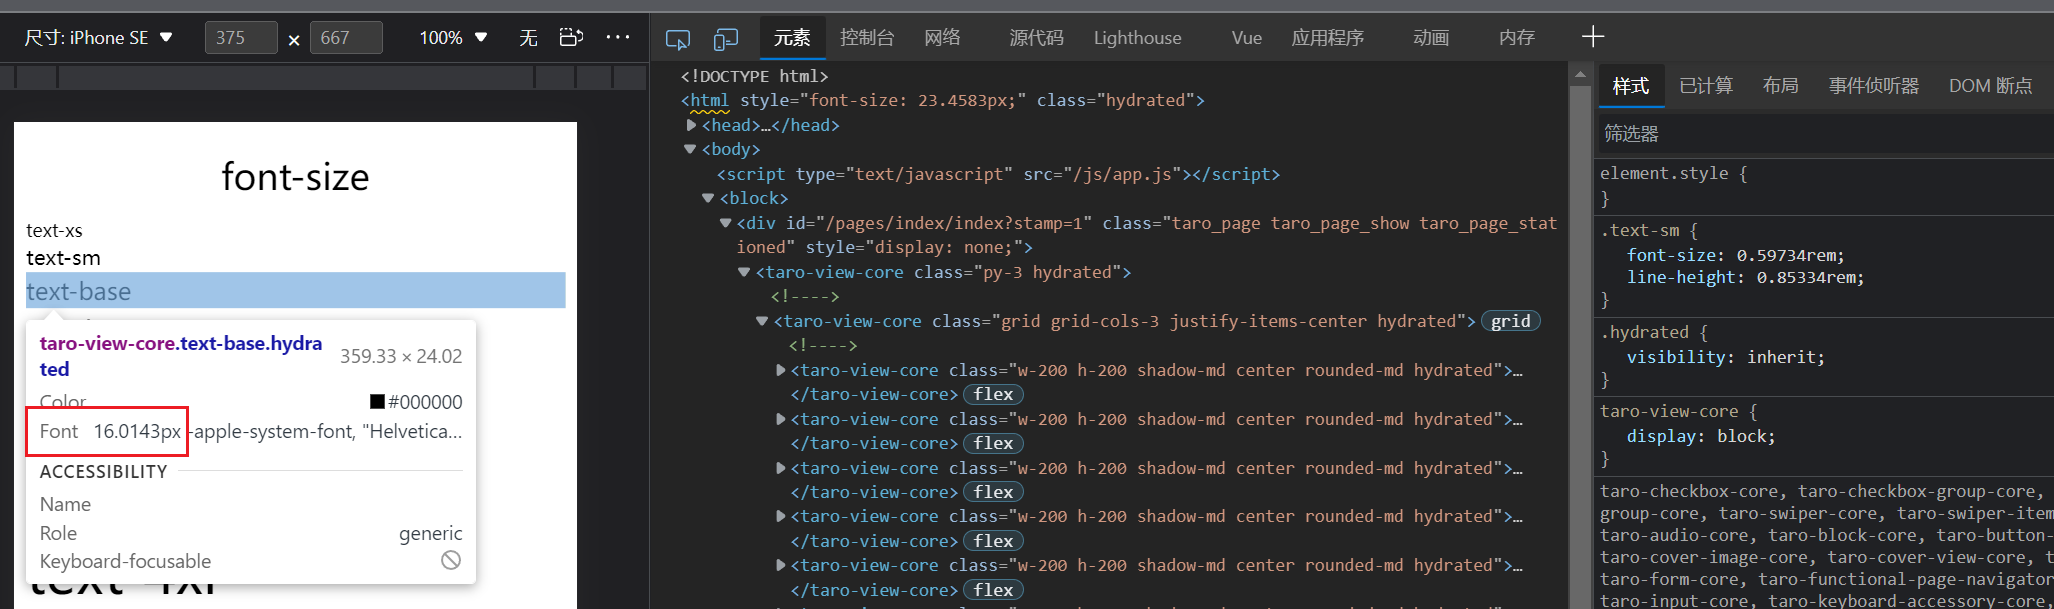 尺寸: iPhone SE ▼ 375 × 667 100% ▼ 无 ···
font-size
text-xs
text-sm
text-base
taro-view-core.text-base.hydra
ted
359.33 × 24.02
Color #000000
Font 16.0143px -apple-system-font, "Helvetica...
ACCESSIBILITY
Name
Role generic
Keyboard-focusable
text-4xl
元素 控制台 网络 源代码 Lighthouse Vue 应用程序 动画 内存 +
<!DOCTYPE html>
<html style="font-size: 23.4583px;" class="hydrated">
▶<head>…</head>
▼<body>
<script type="text/javascript" src="/js/app.js"></script>
▼<block>
▼<div id="/pages/index/index?stamp=1" class="taro_page taro_page_show taro_page_stat
ioned" style="display: none;">
▼<taro-view-core class="py-3 hydrated">
<!---->
▼<taro-view-core class="grid grid-cols-3 justify-items-center hydrated"> grid
<!---->
▶<taro-view-core class="w-200 h-200 shadow-md center rounded-md hydrated">…
</taro-view-core> flex
▶<taro-view-core class="w-200 h-200 shadow-md center rounded-md hydrated">…
</taro-view-core> flex
▶<taro-view-core class="w-200 h-200 shadow-md center rounded-md hydrated">…
</taro-view-core> flex
▶<taro-view-core class="w-200 h-200 shadow-md center rounded-md hydrated">…
</taro-view-core> flex
▶<taro-view-core class="w-200 h-200 shadow-md center rounded-md hydrated">…
</taro-view-core> flex
样式 已计算 布局 事件侦听器 DOM 断点
筛选器
element.style {
}
.text-sm {
font-size: 0.59734rem;
line-height: 0.85334rem;
}
.hydrated {
visibility: inherit;
}
taro-view-core {
display: block;
}
taro-checkbox-core, taro-checkbox-group-core,
group-core, taro-swiper-core, taro-swiper-item
taro-audio-core, taro-block-core, taro-button-
taro-cover-image-core, taro-cover-view-core, t
taro-form-core, taro-functional-page-navigator
taro-input-core, taro-keyboard-accessory-core,